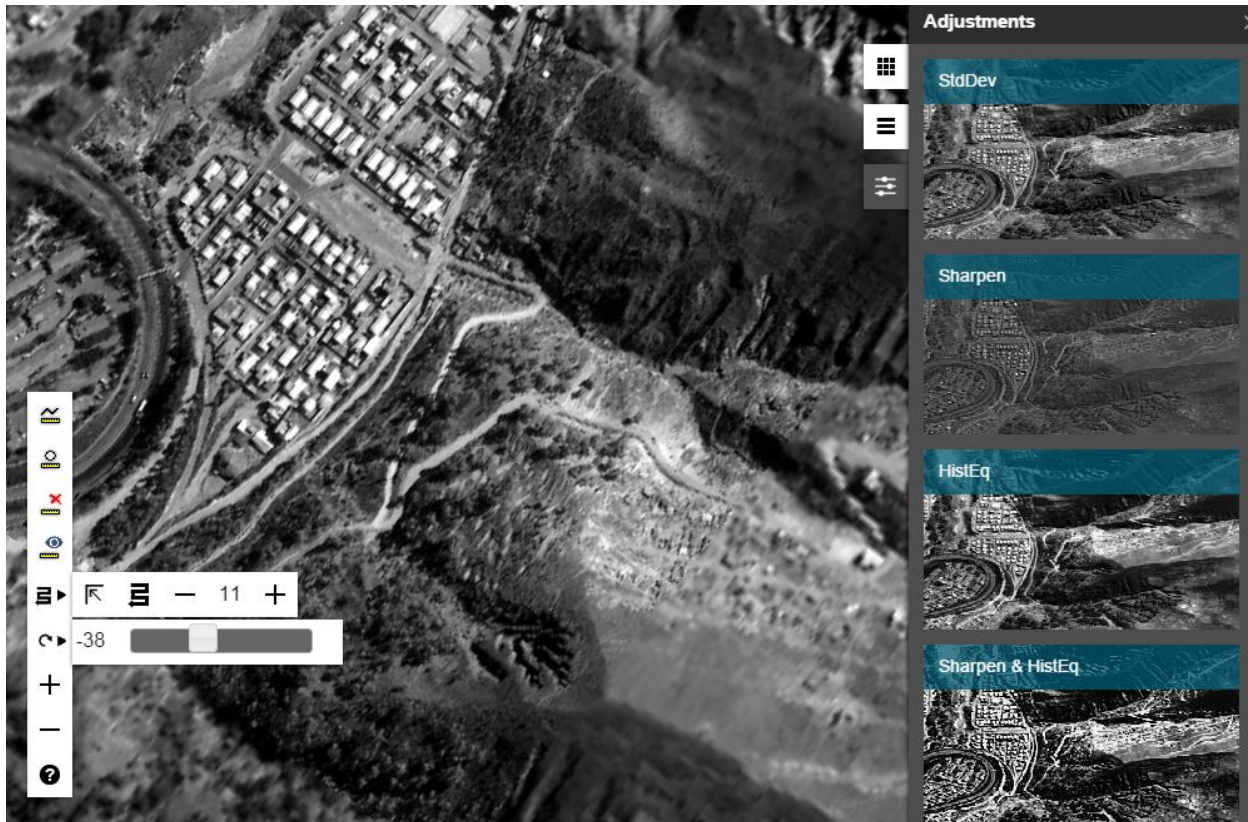 Adjustments
StdDev
Sharpen
HistEq
Sharpen & HistEq
11
-38